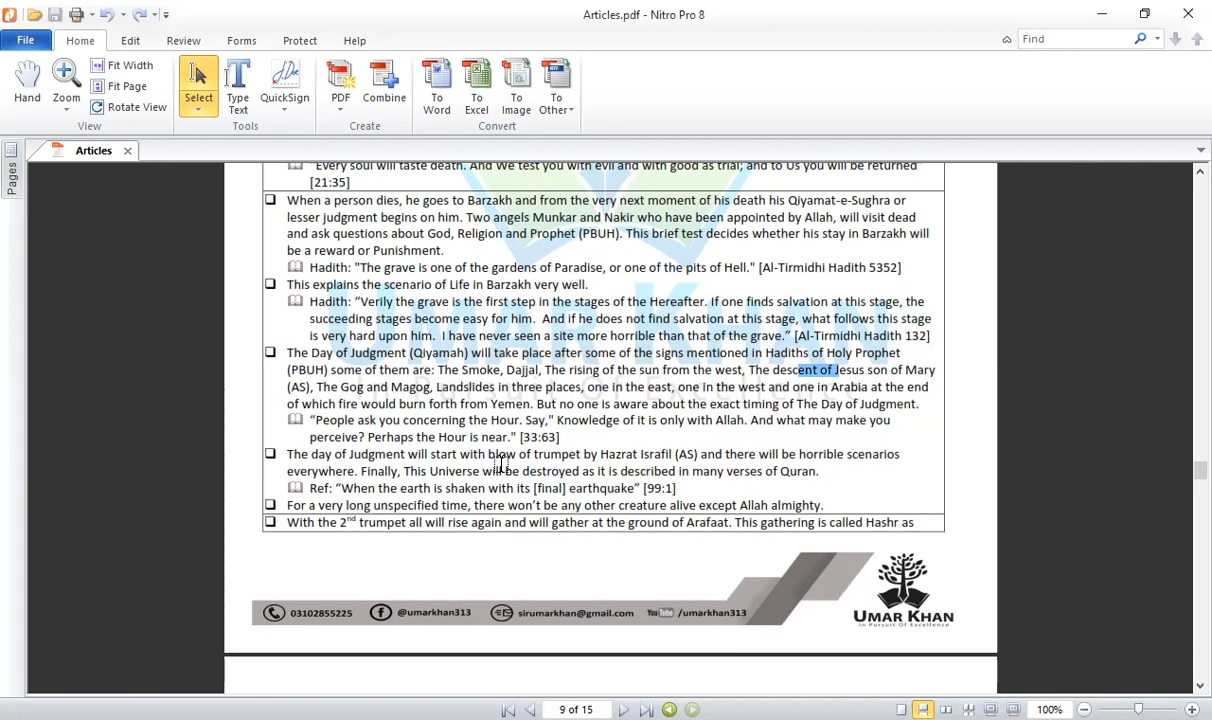 Articles.pdf - Nitro Pro 8
File Home Edit Review Forms Protect Help Find
Hand Zoom Fit Width Fit Page Rotate View Select Type Text QuickSign PDF Combine To Word To Excel To Image To Other
View Tools Create Convert
Articles
Pages
"Every soul will taste death. And We test you with evil and with good as trial; and to Us you will be returned"
[21:35]
When a person dies, he goes to Barzakh and from the very next moment of his death his Qiyamat-e-Sughra or
lesser judgment begins on him. Two angels Munkar and Nakir who have been appointed by Allah, will visit dead
and ask questions about God, Religion and Prophet (PBUH). This brief test decides whether his stay in Barzakh will
be a reward or Punishment.
Hadith: "The grave is one of the gardens of Paradise, or one of the pits of Hell." [Al-Tirmidhi Hadith 5352]
This explains the scenario of Life in Barzakh very well.
Hadith: “Verily the grave is the first step in the stages of the Hereafter. If one finds salvation at this stage, the
succeeding stages become easy for him. And if he does not find salvation at this stage, what follows this stage
is very hard upon him. I have never seen a site more horrible than that of the grave.” [Al-Tirmidhi Hadith 132]
The Day of Judgment (Qiyamah) will take place after some of the signs mentioned in Hadiths of Holy Prophet
(PBUH) some of them are: The Smoke, Dajjal, The rising of the sun from the west, The descent of Jesus son of Mary
(AS), The Gog and Magog, Landslides in three places, one in the east, one in the west and one in Arabia at the end
of which fire would burn forth from Yemen. But no one is aware about the exact timing of The Day of Judgment.
“People ask you concerning the Hour. Say," Knowledge of it is only with Allah. And what may make you
perceive? Perhaps the Hour is near." [33:63]
The day of Judgment will start with blow of trumpet by Hazrat Israfil (AS) and there will be horrible scenarios
everywhere. Finally, This Universe will be destroyed as it is described in many verses of Quran.
Ref: “When the earth is shaken with its [final] earthquake” [99:1]
For a very long unspecified time, there won’t be any other creature alive except Allah almighty.
With the 2nd trumpet all will rise again and will gather at the ground of Arafaat. This gathering is called Hashr as
UMAR KHAN
In Pursuit Of Excellence
03102855225 @umarkhan313 sirumarkhan@gmail.com YouTube /umarkhan313
UMAR KHAN
In Pursuit Of Excellence
9 of 15 100%